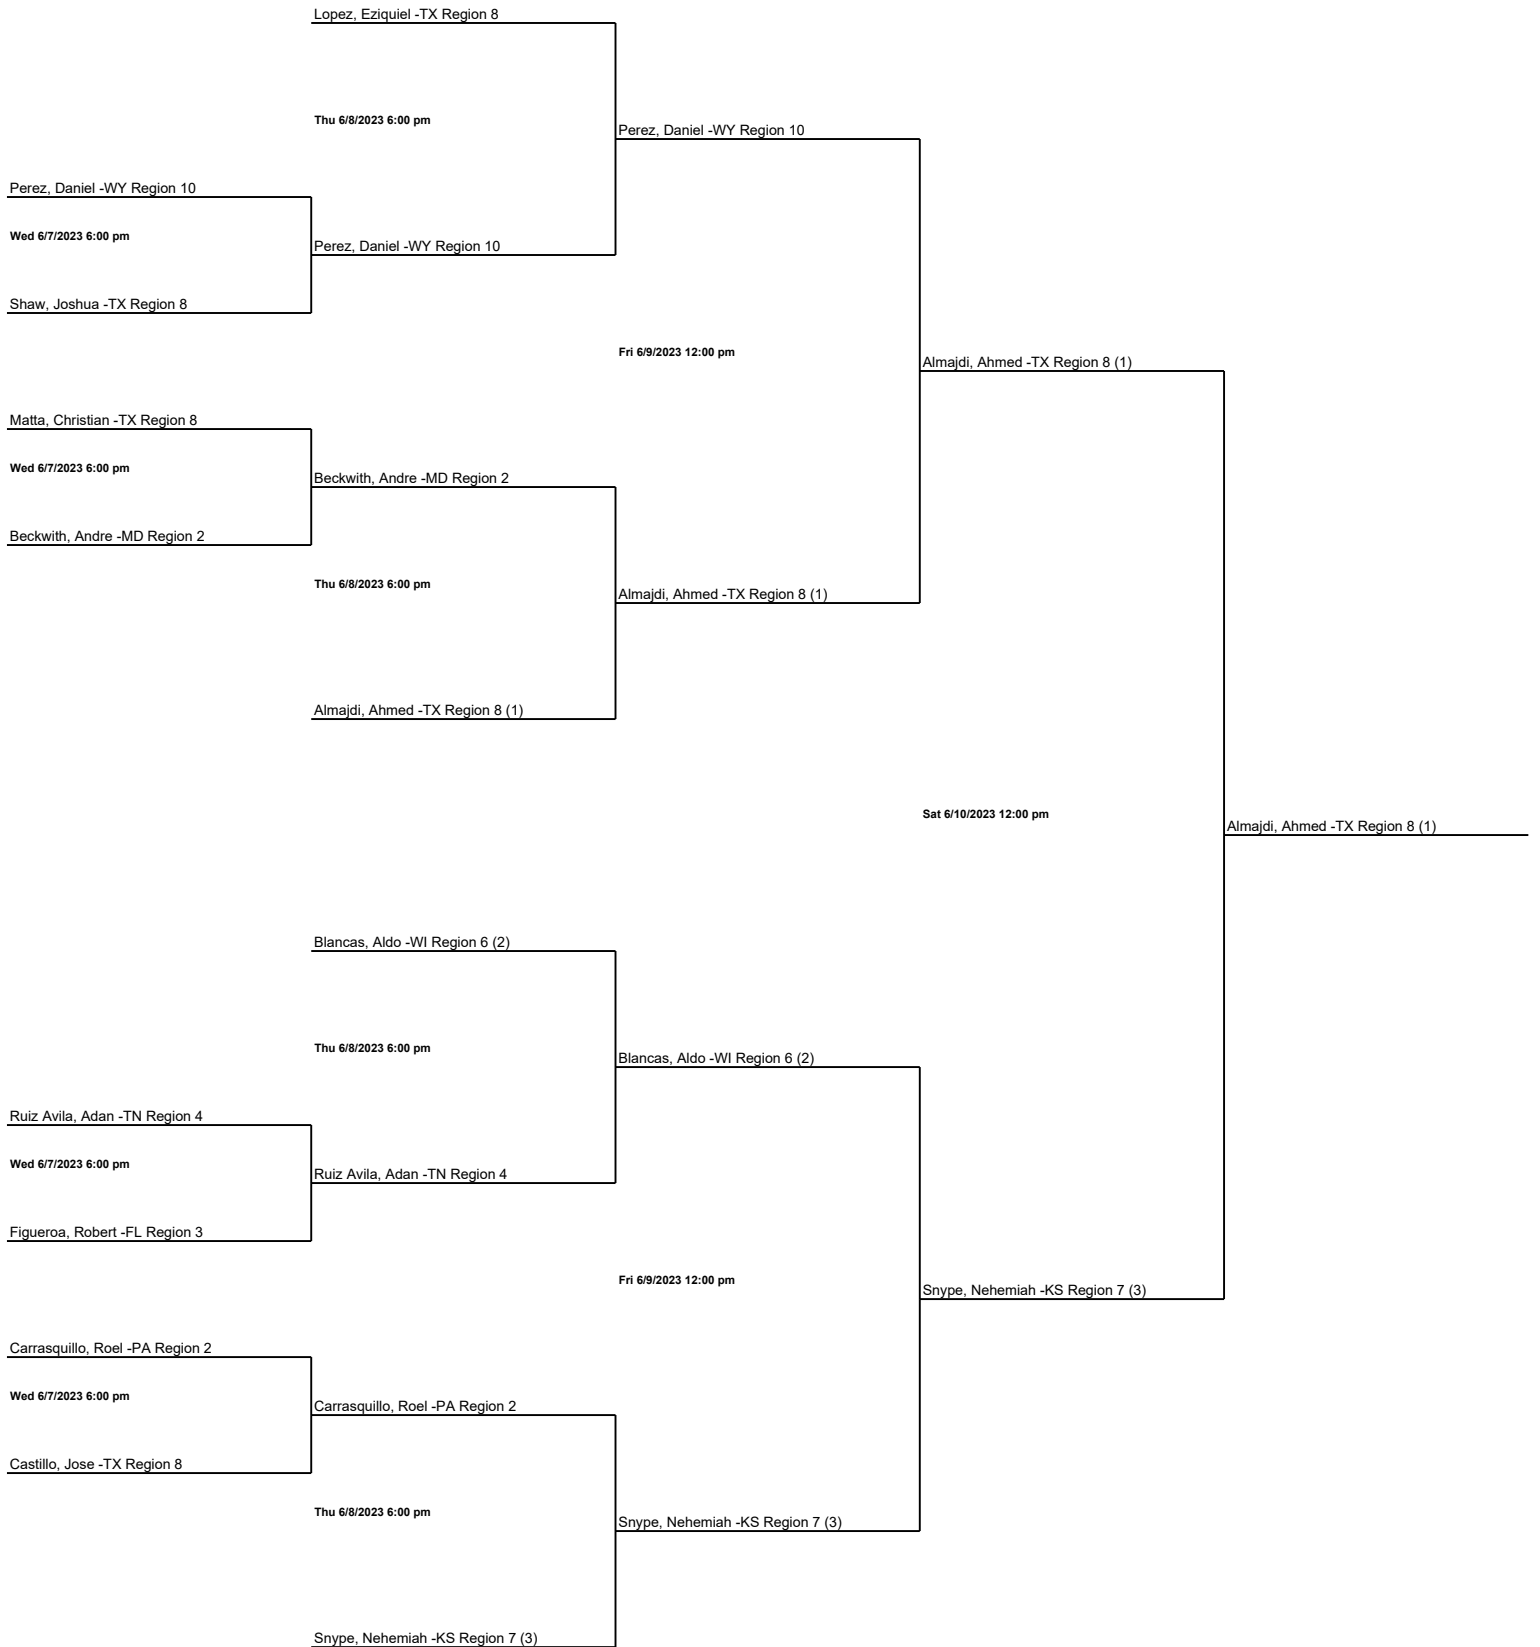 Lopez, Eziquiel -TX Region 8
Thu 6/8/2023 6:00 pm
Perez, Daniel -WY Region 10
Perez, Daniel -WY Region 10
Wed 6/7/2023 6:00 pm
Perez, Daniel -WY Region 10
Shaw, Joshua -TX Region 8
Fri 6/9/2023 12:00 pm
Almajdi, Ahmed -TX Region 8 (1)
Matta, Christian -TX Region 8
Wed 6/7/2023 6:00 pm
Beckwith, Andre -MD Region 2
Beckwith, Andre -MD Region 2
Thu 6/8/2023 6:00 pm
Almajdi, Ahmed -TX Region 8 (1)
Almajdi, Ahmed -TX Region 8 (1)
Sat 6/10/2023 12:00 pm
Almajdi, Ahmed -TX Region 8 (1)
Blancas, Aldo -WI Region 6 (2)
Thu 6/8/2023 6:00 pm
Blancas, Aldo -WI Region 6 (2)
Ruiz Avila, Adan -TN Region 4
Wed 6/7/2023 6:00 pm
Ruiz Avila, Adan -TN Region 4
Figueroa, Robert -FL Region 3
Fri 6/9/2023 12:00 pm
Snype, Nehemiah -KS Region 7 (3)
Carrasquillo, Roel -PA Region 2
Wed 6/7/2023 6:00 pm
Carrasquillo, Roel -PA Region 2
Castillo, Jose -TX Region 8
Thu 6/8/2023 6:00 pm
Snype, Nehemiah -KS Region 7 (3)
Snype, Nehemiah -KS Region 7 (3)